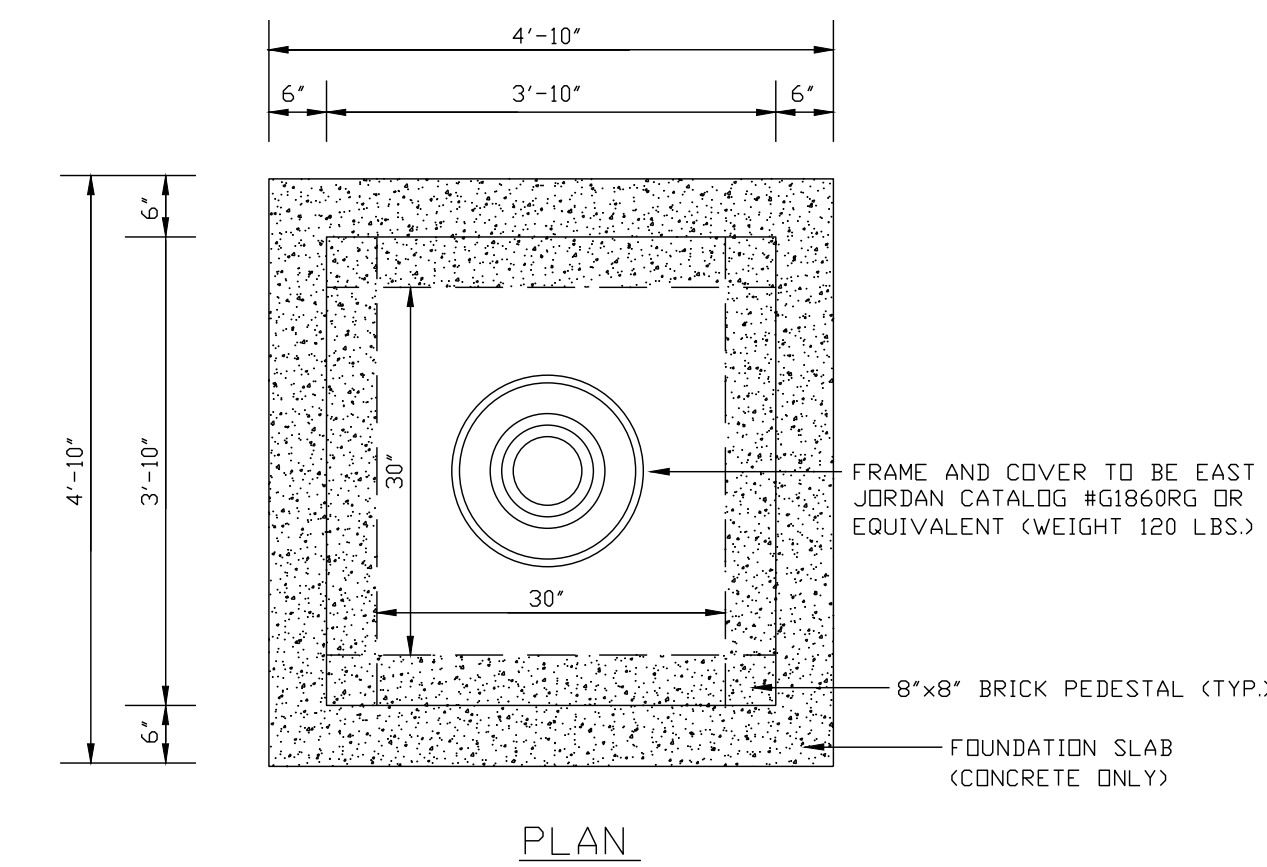 4'-10"
6"
3'-10"
6"
6"
4'-10"
3'-10"
30"
FRAME AND COVER TO BE EAST
JORDAN CATALOG #G1860RG OR
EQUIVALENT (WEIGHT 120 LBS.)
30"
8"x8" BRICK PEDESTAL (TYP.)
6"
FOUNDATION SLAB
(CONCRETE ONLY)
PLAN